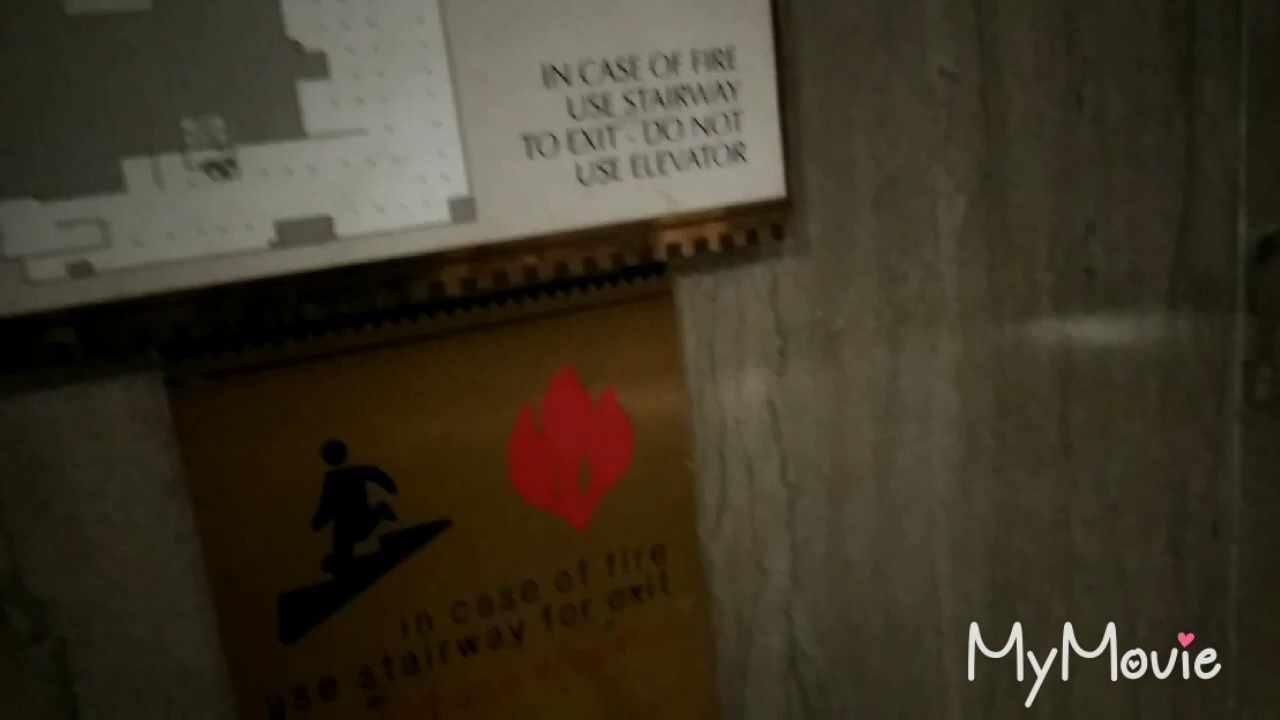 IN CASE OF FIRE
USE STAIRWAY
TO EXIT - DO NOT
USE ELEVATOR
in case of fire
use stairway for exit
MyMovie